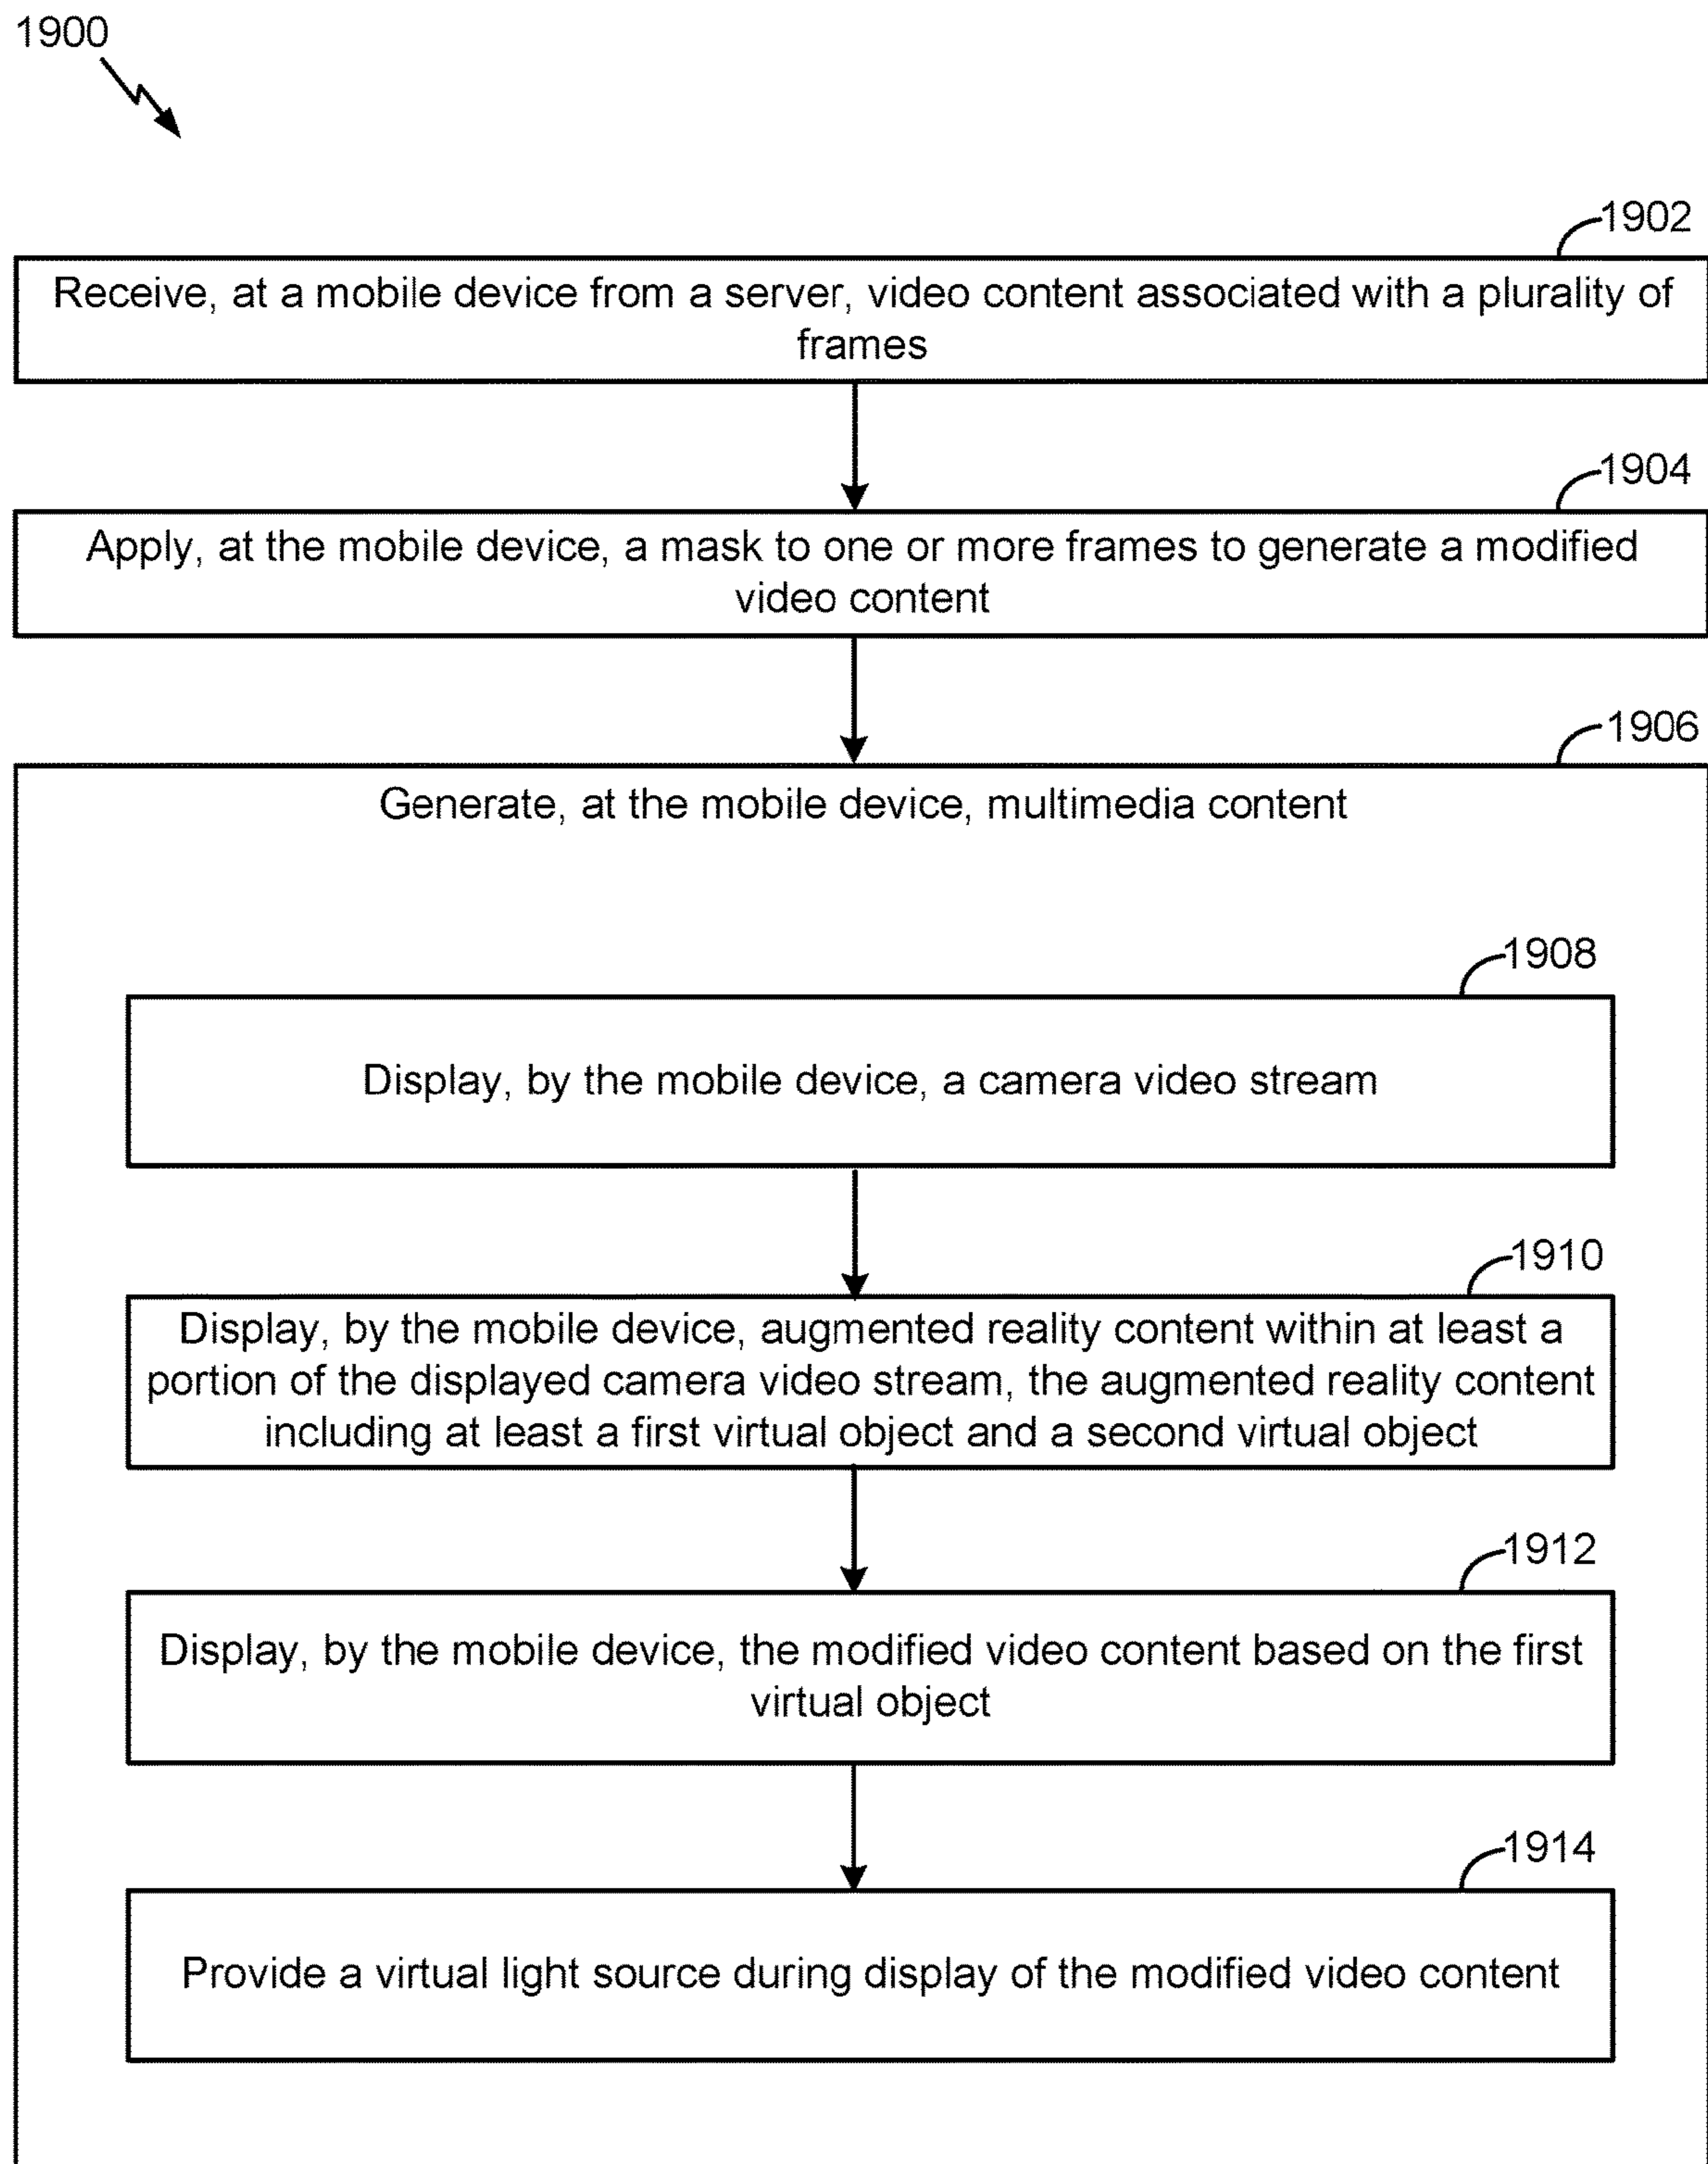 1900
1902
Receive, at a mobile device from a server, video content associated with a plurality of
frames
1904
Apply, at the mobile device, a mask to one or more frames to generate a modified
video content
1906
Generate, at the mobile device, multimedia content
1908
Display, by the mobile device, a camera video stream
1910
Display, by the mobile device, augmented reality content within at least a
portion of the displayed camera video stream, the augmented reality content
including at least a first virtual object and a second virtual object
1912
Display, by the mobile device, the modified video content based on the first
virtual object
1914
Provide a virtual light source during display of the modified video content